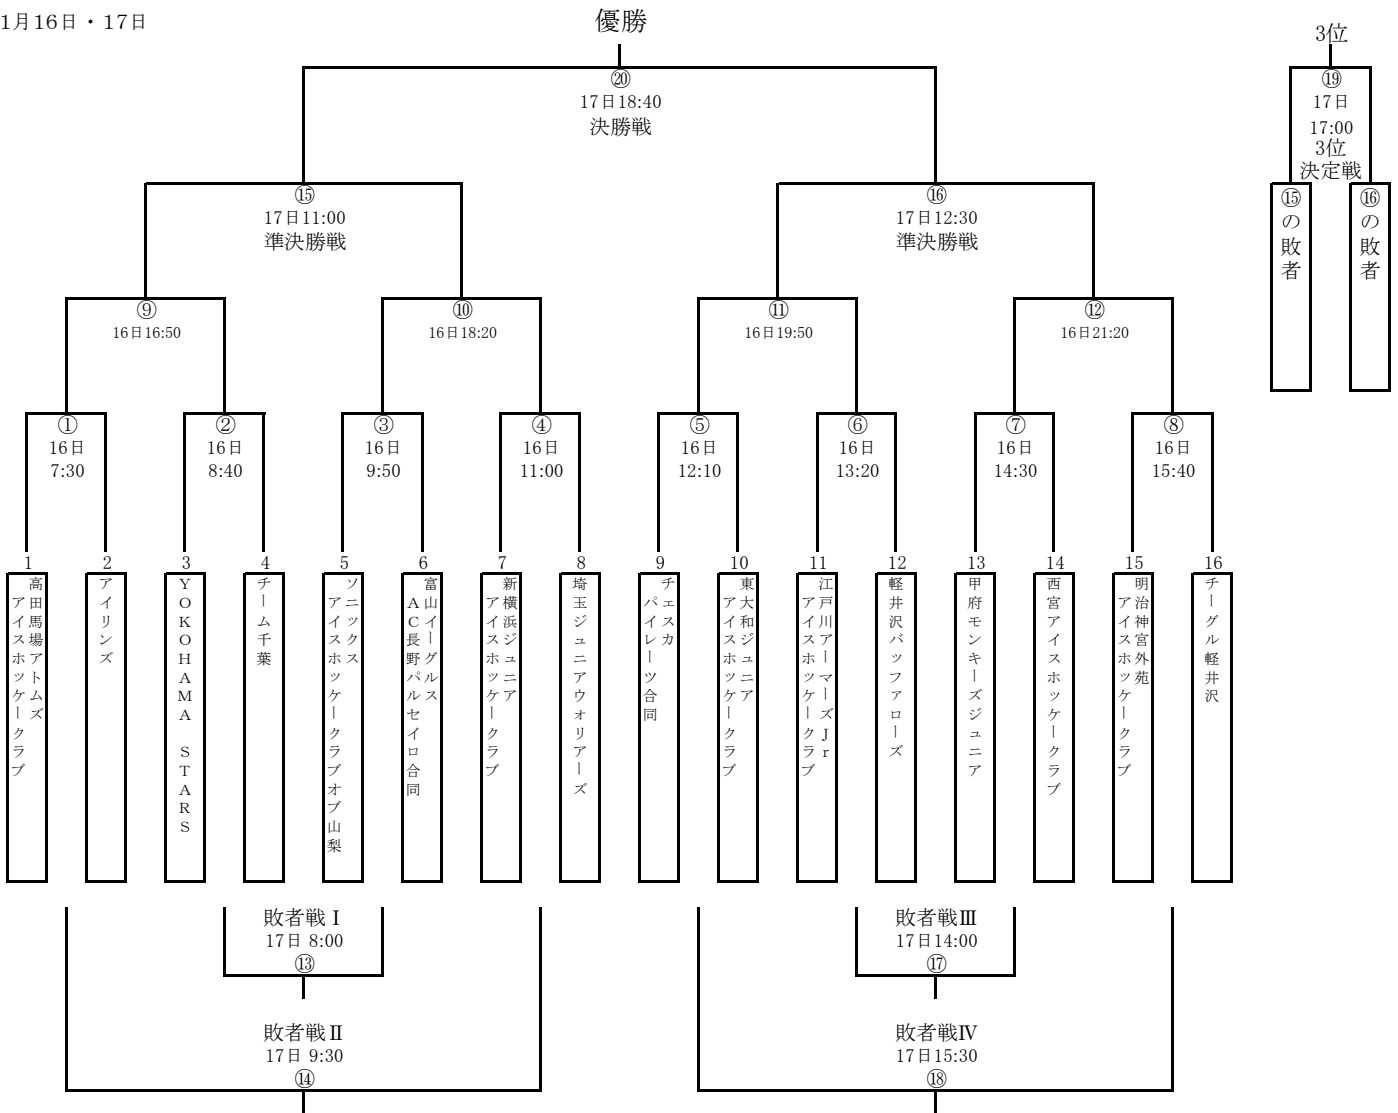 1月16日・17日
優勝
3位
⑳
17日18:40
決勝戦
⑲
17日
17:00
3位
決定戦
⑮
17日11:00
準決勝戦
⑯
17日12:30
準決勝戦
⑮の敗者
⑯の敗者
⑨
16日16:50
⑩
16日18:20
⑪
16日19:50
⑫
16日21:20
①
16日
7:30
②
16日
8:40
③
16日
9:50
④
16日
11:00
⑤
16日
12:10
⑥
16日
13:20
⑦
16日
14:30
⑧
16日
15:40
1
高田馬場アトムズ
アイスホッケークラブ
2
アイリンズ
3
YOKOHAMA STARS
4
チーム千葉
5
ソニックス
アイスホッケークラブオブ山梨
6
富山イーグルス
AC長野パルセイロ合同
7
新横浜ジュニア
アイスホッケークラブ
8
埼玉ジュニアウォリアーズ
9
チェスカ
パイレーツ合同
10
東大和ジュニア
アイスホッケークラブ
11
江戸川アーマーズJr
アイスホッケークラブ
12
軽井沢バッファローズ
13
甲府モンキーズジュニア
14
西宮アイスホッケークラブ
15
明治神宮外苑
アイスホッケークラブ
16
チーグル軽井沢
敗者戦Ⅰ
17日 8:00
⑬
敗者戦Ⅲ
17日14:00
⑰
敗者戦Ⅱ
17日 9:30
⑭
敗者戦Ⅳ
17日15:30
⑱